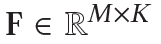 F ∈ ℝ^{M×K}